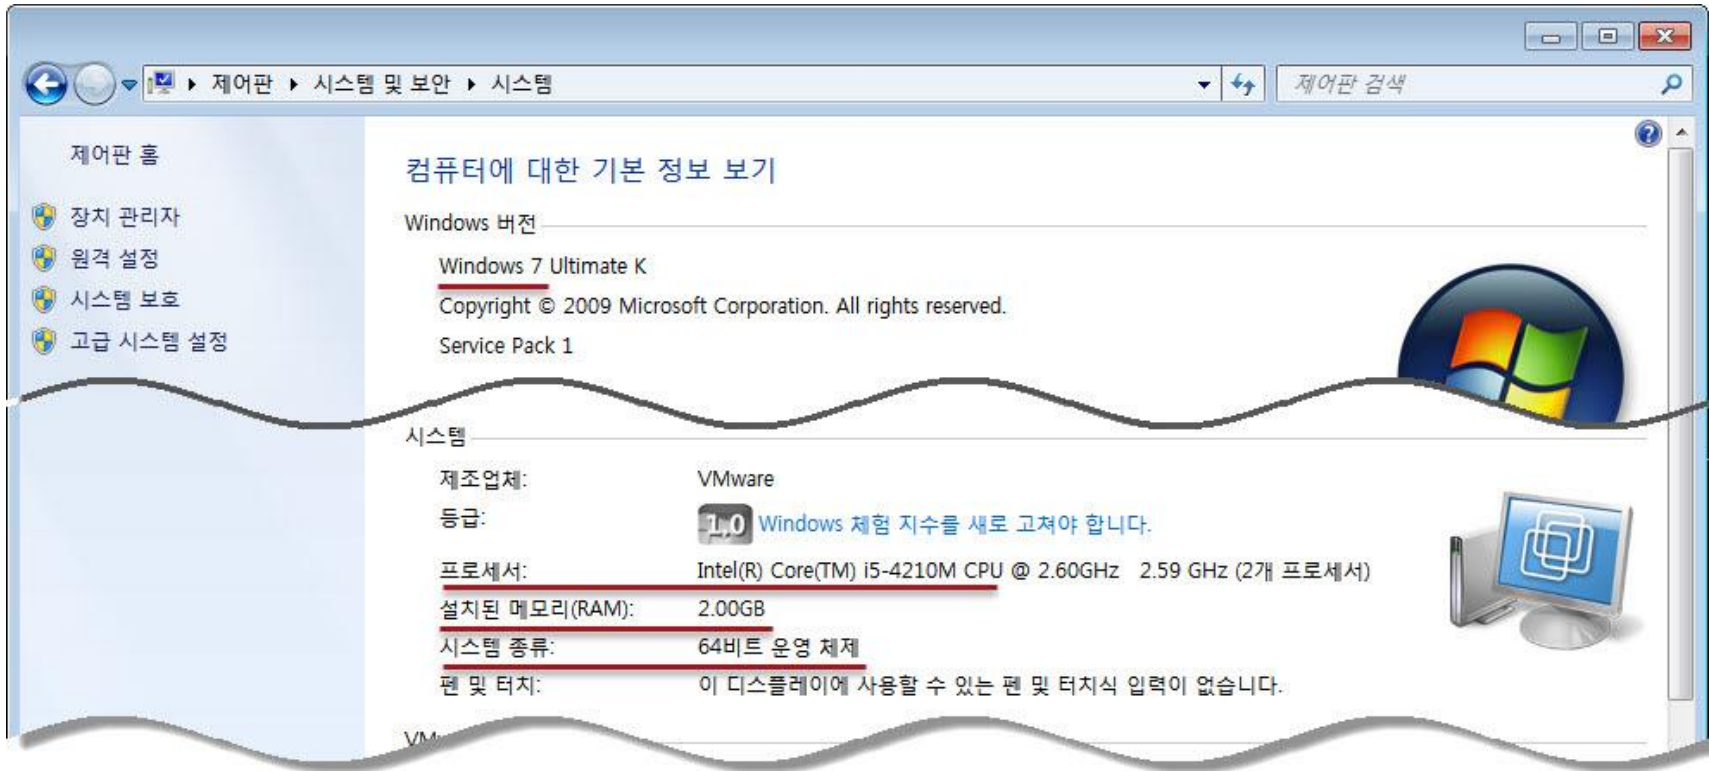 제어판 ▸ 시스템 및 보안 ▸ 시스템
제어판 검색
제어판 홈
장치 관리자
원격 설정
시스템 보호
고급 시스템 설정
컴퓨터에 대한 기본 정보 보기
Windows 버전
Windows 7 Ultimate K
Copyright © 2009 Microsoft Corporation. All rights reserved.
Service Pack 1
시스템
제조업체: VMware
등급: 1.0 Windows 체험 지수를 새로 고쳐야 합니다.
프로세서: Intel(R) Core(TM) i5-4210M CPU @ 2.60GHz 2.59 GHz (2개 프로세서)
설치된 메모리(RAM): 2.00GB
시스템 종류: 64비트 운영 체제
펜 및 터치: 이 디스플레이에 사용할 수 있는 펜 및 터치식 입력이 없습니다.